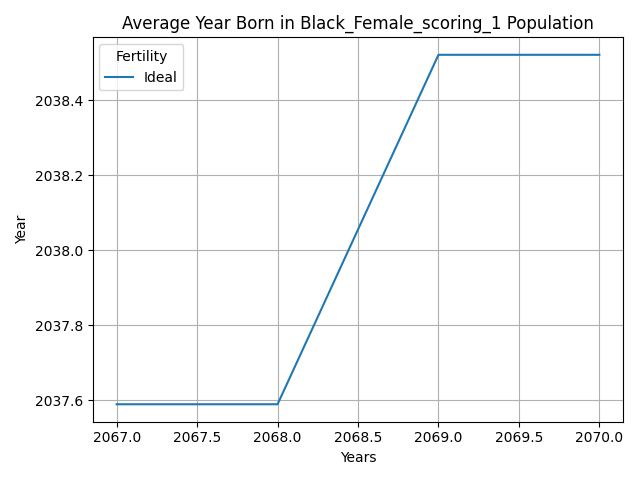 Average Year Born in Black_Female_scoring_1 Population
Fertility
Ideal
2038.4
2038.2
2038.0
2037.8
2037.6
Year
2067.0 2067.5 2068.0 2068.5 2069.0 2069.5 2070.0
Years